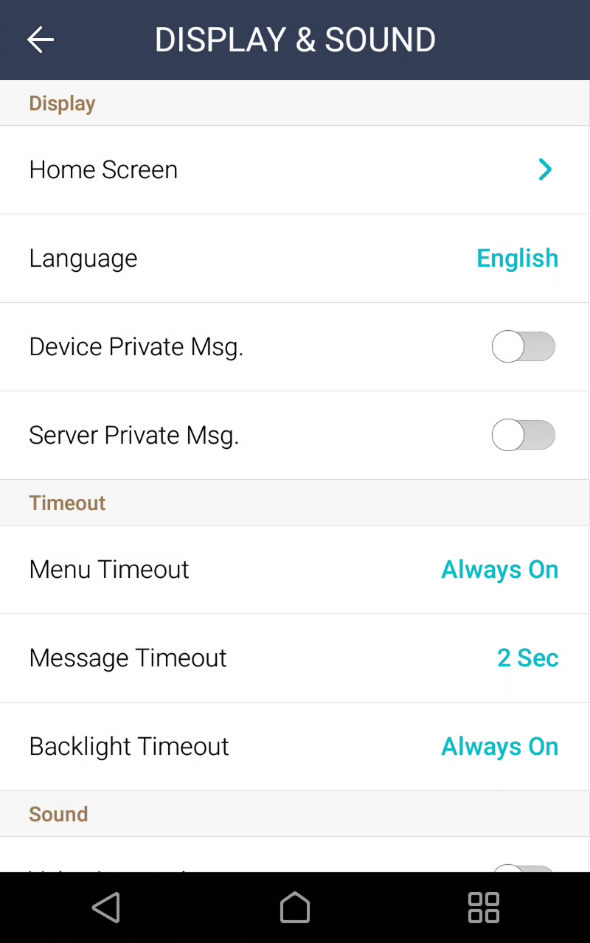 DISPLAY & SOUND
Display
Home Screen
Language English
Device Private Msg.
Server Private Msg.
Timeout
Menu Timeout Always On
Message Timeout 2 Sec
Backlight Timeout Always On
Sound